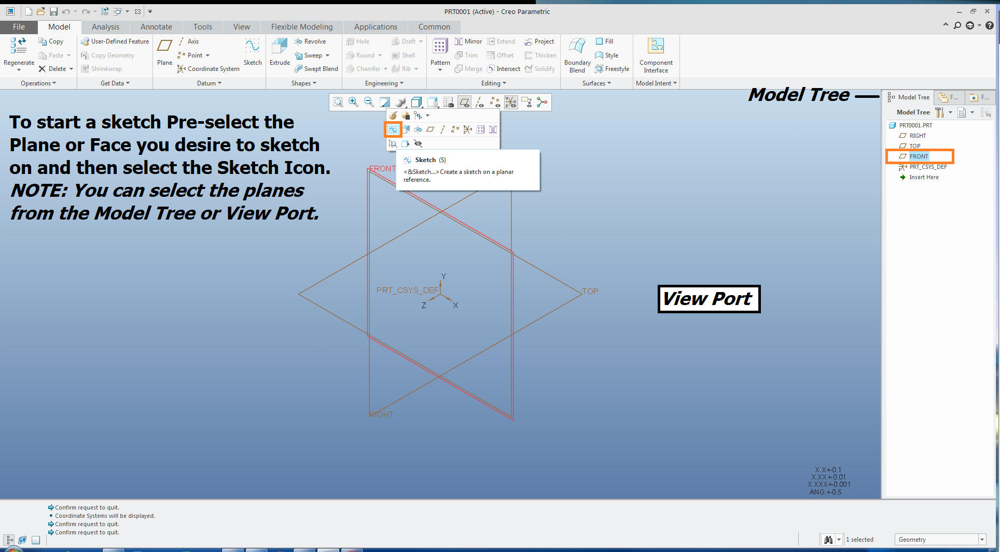 PRT0001 (Active) - Creo Parametric
File Model Analysis Annotate Tools View Flexible Modeling Applications Common
Regenerate
Copy
Paste
Delete
Operations
User-Defined Feature
Copy Geometry
Shrinkwrap
Get Data
Plane
Axis
Point
Coordinate System
Sketch
Datum
Extrude
Revolve
Sweep
Swept Blend
Shapes
Hole
Round
Chamfer
Draft
Shell
Rib
Engineering
Pattern
Mirror
Trim
Merge
Extend
Offset
Intersect
Project
Thicken
Solidify
Editing
Boundary
Blend
Fill
Style
Freestyle
Surfaces
Component
Interface
Model Intent
Model Tree
To start a sketch Pre-select the
Plane or Face you desire to sketch
on and then select the Sketch Icon.
NOTE: You can select the planes
from the Model Tree or View Port.
Sketch (S)
<&Sketch...>Create a sketch on a planar
reference.
FRONT
Y
PRT_CSYS_DEF
Z
X
TOP
RIGHT
View Port
X.X+-0.1
X.XX+-0.01
X.XXX+-0.001
ANG.+-0.5
Model Tree F... F...
Model Tree
PRT0001.PRT
RIGHT
TOP
FRONT
PRT_CSYS_DEF
Insert Here
Confirm request to quit.
Coordinate Systems will be displayed.
Confirm request to quit.
Confirm request to quit.
1 selected
Geometry